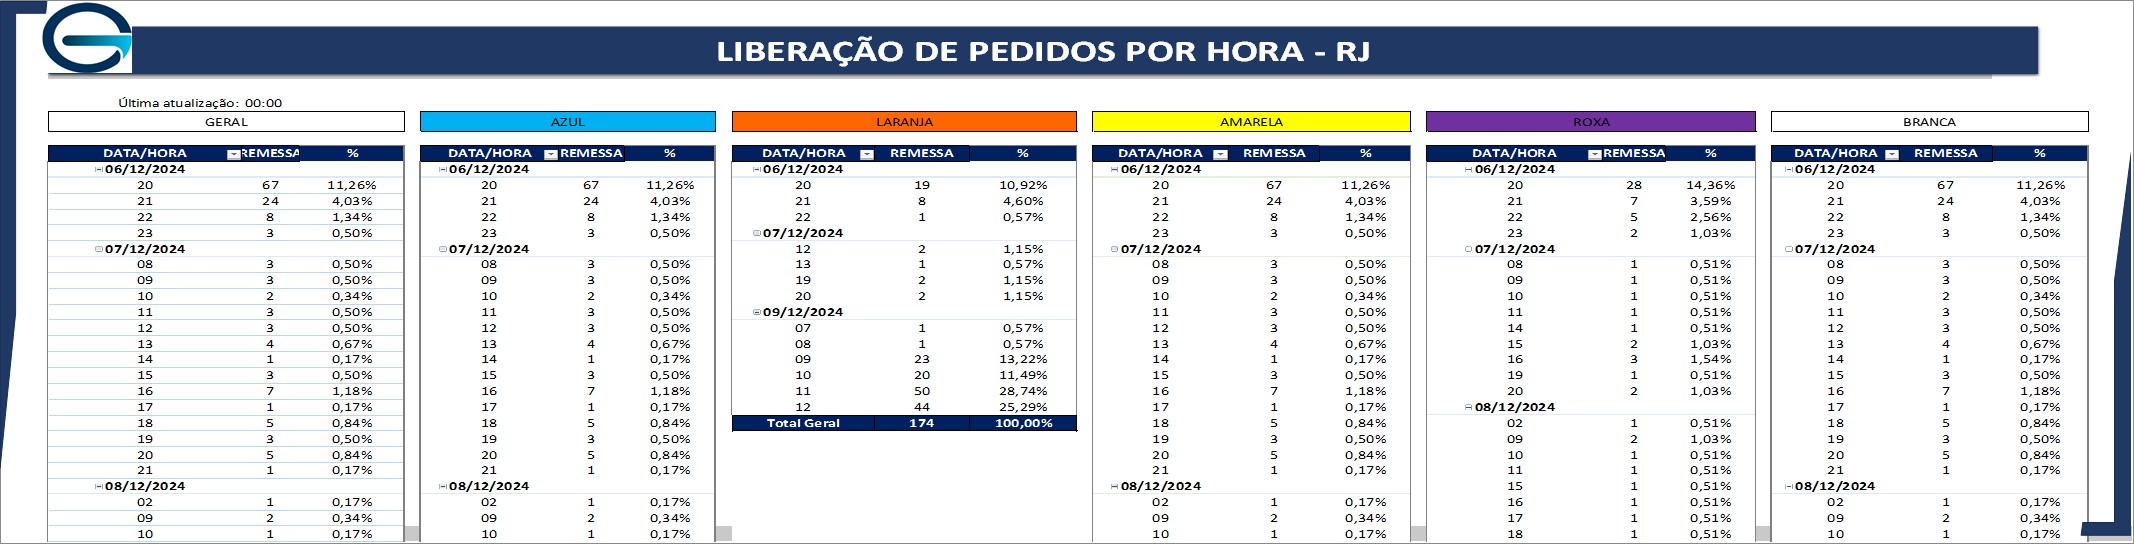 LIBERAÇÃO DE PEDIDOS POR HORA - RJ
Última atualização: 00:00
GERAL AZUL LARANJA AMARELA ROXA BRANCA
DATA/HORA REMESSA % DATA/HORA REMESSA % DATA/HORA REMESSA % DATA/HORA REMESSA % DATA/HORA REMESSA % DATA/HORA REMESSA %
06/12/2024 06/12/2024 06/12/2024 06/12/2024 06/12/2024 06/12/2024
20 67 11,26% 20 67 11,26% 20 19 10,92% 20 67 11,26% 20 28 14,36% 20 67 11,26%
21 24 4,03% 21 24 4,03% 21 8 4,60% 21 24 4,03% 21 7 3,59% 21 24 4,03%
22 8 1,34% 22 8 1,34% 22 1 0,57% 22 8 1,34% 22 5 2,56% 22 8 1,34%
23 3 0,50% 23 3 0,50% 07/12/2024 23 3 0,50% 23 2 1,03% 23 3 0,50%
07/12/2024 07/12/2024 12 2 1,15% 07/12/2024 07/12/2024 07/12/2024
08 3 0,50% 08 3 0,50% 13 1 0,57% 08 3 0,50% 08 1 0,51% 08 3 0,50%
09 3 0,50% 09 3 0,50% 19 2 1,15% 09 3 0,50% 09 1 0,51% 09 3 0,50%
10 2 0,34% 10 2 0,34% 20 2 1,15% 10 2 0,34% 10 1 0,51% 10 2 0,34%
11 3 0,50% 11 3 0,50% 09/12/2024 11 3 0,50% 11 1 0,51% 11 3 0,50%
12 3 0,50% 12 3 0,50% 07 1 0,57% 12 3 0,50% 14 1 0,51% 12 3 0,50%
13 4 0,67% 13 4 0,67% 08 1 0,57% 13 4 0,67% 15 2 1,03% 13 4 0,67%
14 1 0,17% 14 1 0,17% 09 23 13,22% 14 1 0,17% 16 3 1,54% 14 1 0,17%
15 3 0,50% 15 3 0,50% 10 20 11,49% 15 3 0,50% 19 1 0,51% 15 3 0,50%
16 7 1,18% 16 7 1,18% 11 50 28,74% 16 7 1,18% 20 2 1,03% 16 7 1,18%
17 1 0,17% 17 1 0,17% 12 44 25,29% 17 1 0,17% 08/12/2024 17 1 0,17%
18 5 0,84% 18 5 0,84% Total Geral 174 100,00% 18 5 0,84% 02 1 0,51% 18 5 0,84%
19 3 0,50% 19 3 0,50% 19 3 0,50% 09 2 1,03% 19 3 0,50%
20 5 0,84% 20 5 0,84% 20 5 0,84% 10 1 0,51% 20 5 0,84%
21 1 0,17% 21 1 0,17% 21 1 0,17% 11 1 0,51% 21 1 0,17%
08/12/2024 08/12/2024 08/12/2024 15 1 0,51% 08/12/2024
02 1 0,17% 02 1 0,17% 02 1 0,17% 16 1 0,51% 02 1 0,17%
09 2 0,34% 09 2 0,34% 09 2 0,34% 17 1 0,51% 09 2 0,34%
10 1 0,17% 10 1 0,17% 10 1 0,17% 18 1 0,51% 10 1 0,17%